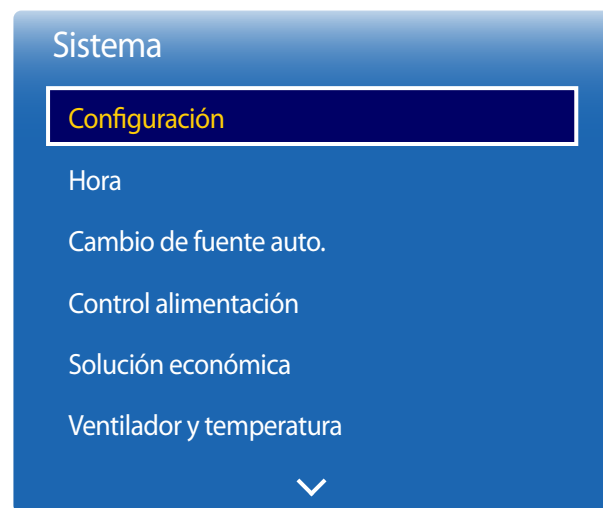 Sistema
Configuración
Hora
Cambio de fuente auto.
Control alimentación
Solución económica
Ventilador y temperatura